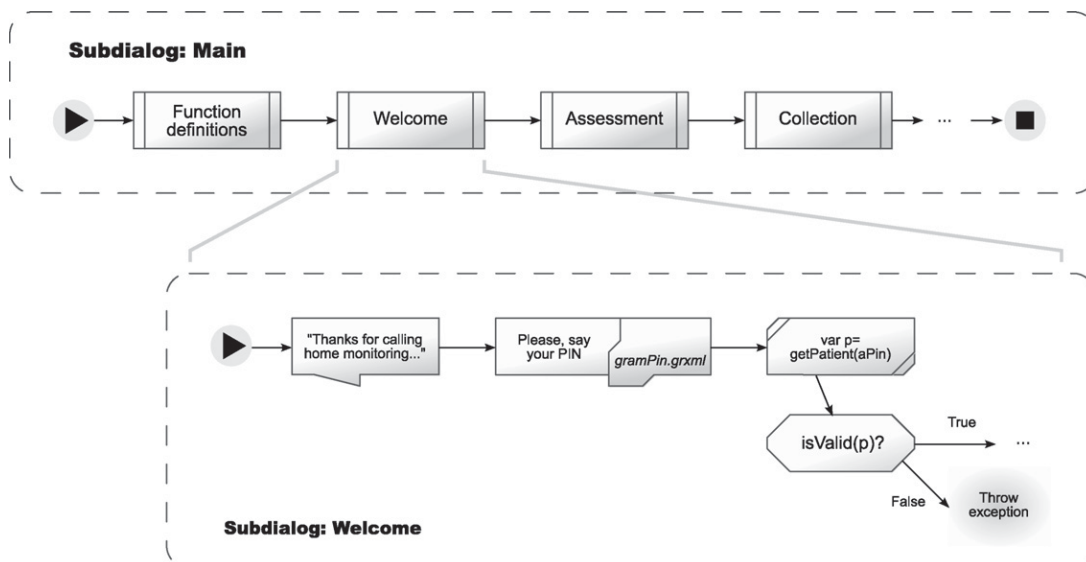 Subdialog: Main
Function
definitions
Welcome
Assessment
Collection
...
"Thanks for calling
home monitoring..."
Please, say
your PIN
gramPin.grxml
var p=
getPatient(aPin)
isValid(p)?
True
...
False
Throw
exception
Subdialog: Welcome